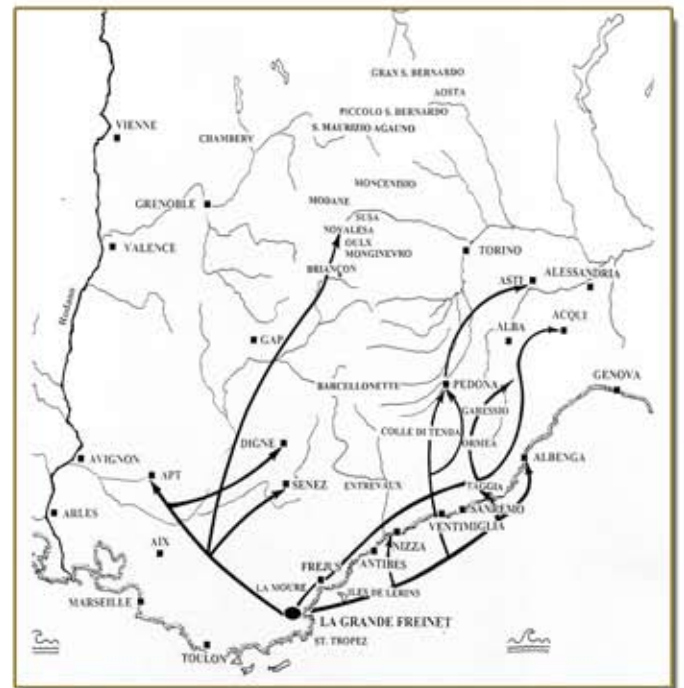 GRAN S. BERNARDO
AOSTA
PICCOLO S. BERNARDO
S. MAURIZIO AGAUNO
VIENNE
CHAMBERY
MONCENISIO
GRENOBLE
MODANE
SUSA
NOVALESA
OULX
MONGINEVRO
VALENCE
TORINO
BRIANÇON
ASTI
ALESSANDRIA
Rodano
ACQUI
ALBA
GAP
BARCELLONETTE
PEDONA
GENOVA
GARESSIO
COLLE DI TENDA
ORMEA
DIGNE
AVIGNON
APT
ALBENGA
SENEZ
ENTREVAUX
TAGGIA
ARLES
SANREMO
VENTIMIGLIA
AIX
NIZZA
ANTIBES
FREJUS
LA MOURE
ILES DE LERINS
MARSEILLE
LA GRANDE FREINET
ST. TROPEZ
TOULON